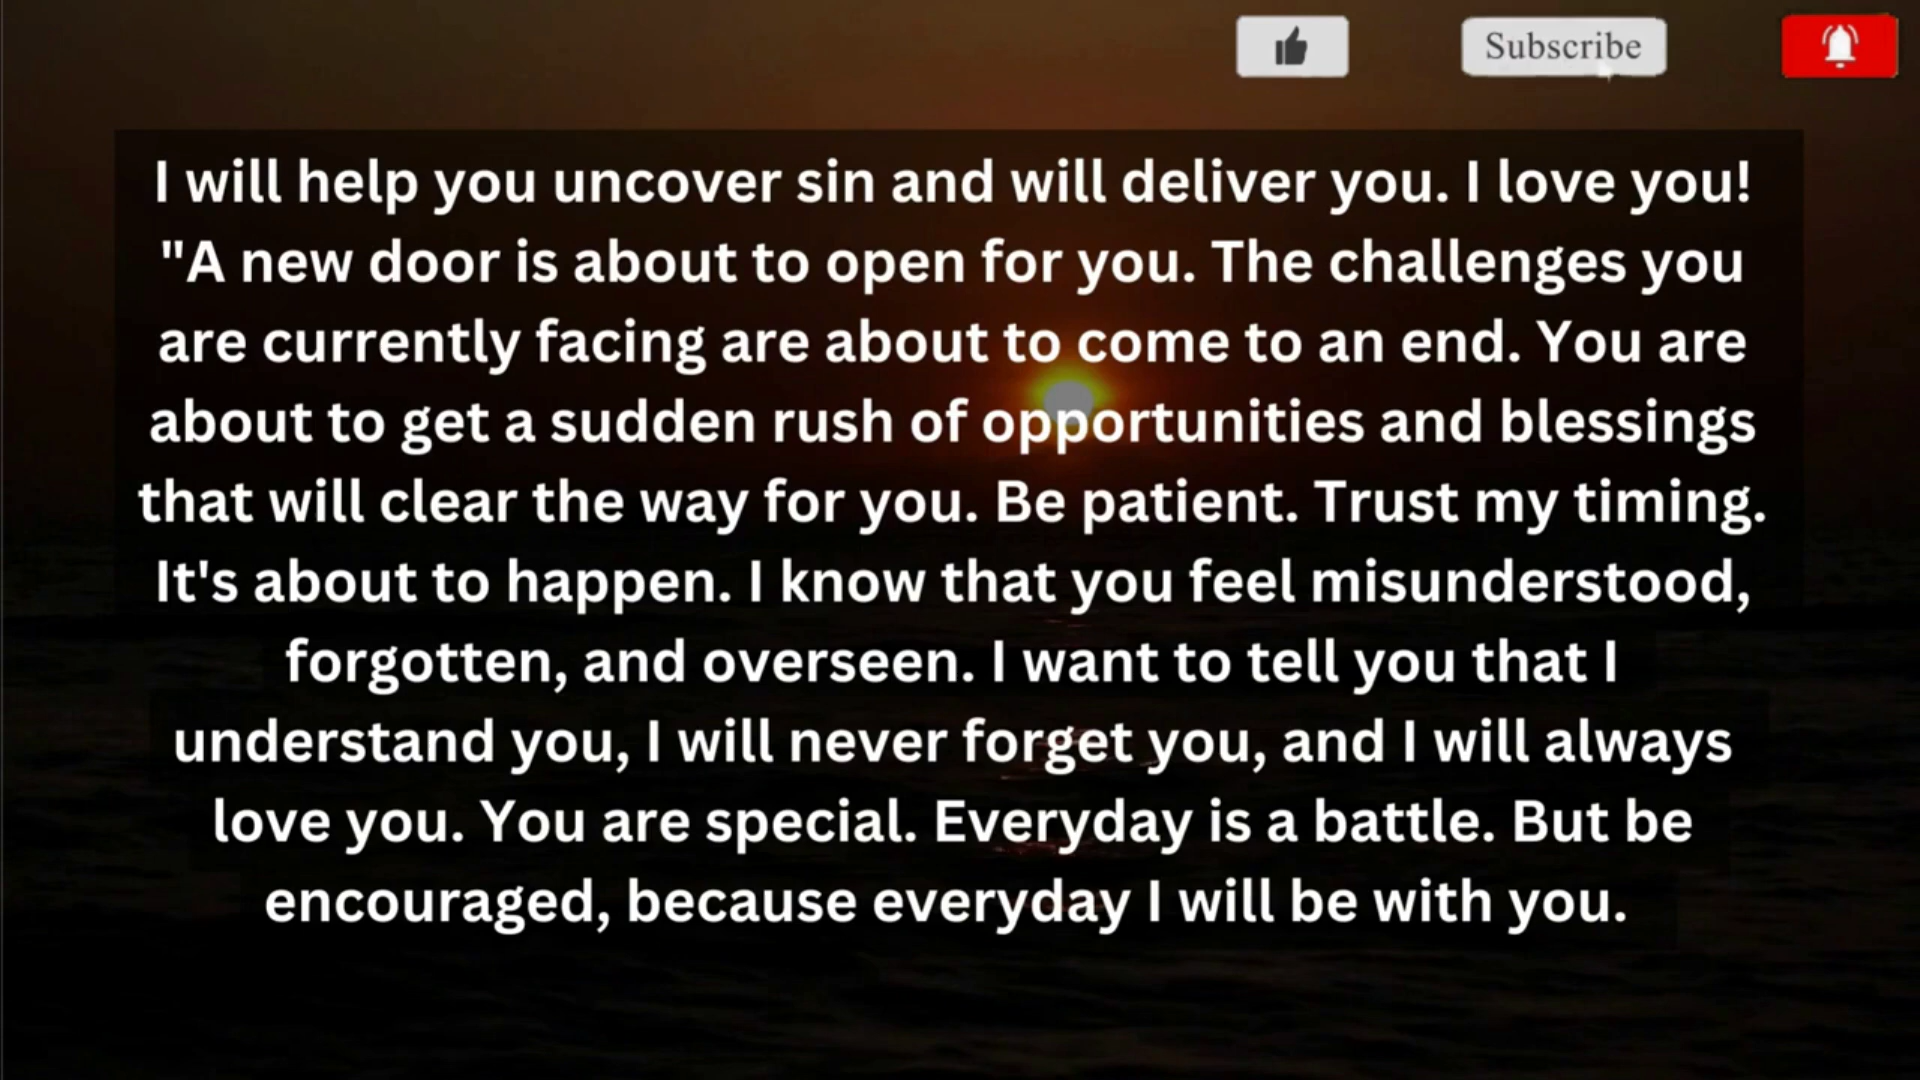 Subscribe
I will help you uncover sin and will deliver you. I love you!
"A new door is about to open for you. The challenges you
are currently facing are about to come to an end. You are
about to get a sudden rush of opportunities and blessings
that will clear the way for you. Be patient. Trust my timing.
It's about to happen. I know that you feel misunderstood,
forgotten, and overseen. I want to tell you that I
understand you, I will never forget you, and I will always
love you. You are special. Everyday is a battle. But be
encouraged, because everyday I will be with you.